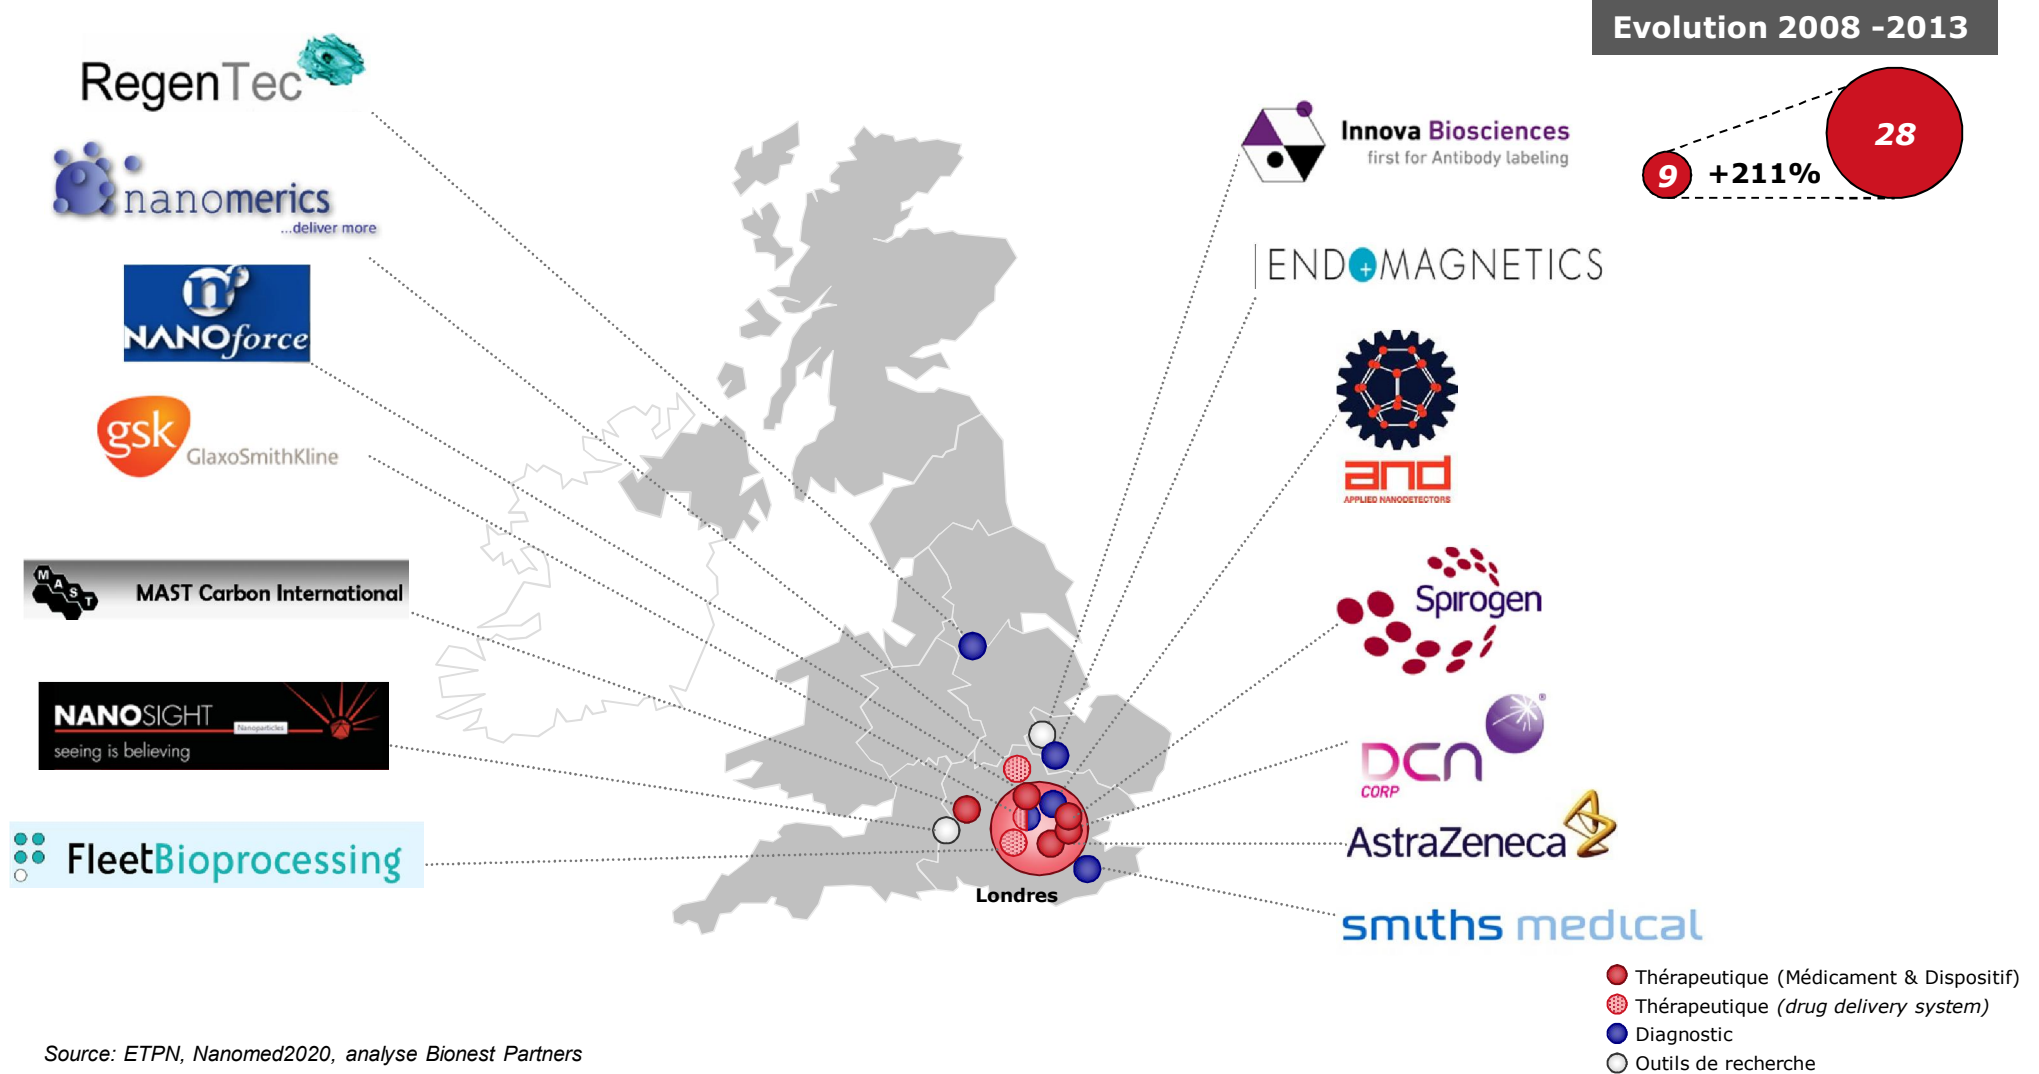 Evolution 2008 -2013
9
+211%
28
RegenTec
nanomerics
...deliver more
n
NANOforce
gsk
GlaxoSmithKline
MAST
MAST Carbon International
NANOSIGHT
Nanoparticles
seeing is believing
FleetBioprocessing
Innova Biosciences
first for Antibody labeling
ENDOMAGNETICS
and
APPLIED NANODETECTORS
Spirogen
DCN
CORP
®
AstraZeneca
smiths medical
Londres
Thérapeutique (Médicament & Dispositif)
Thérapeutique (drug delivery system)
Diagnostic
Outils de recherche
Source: ETPN, Nanomed2020, analyse Bionest Partners